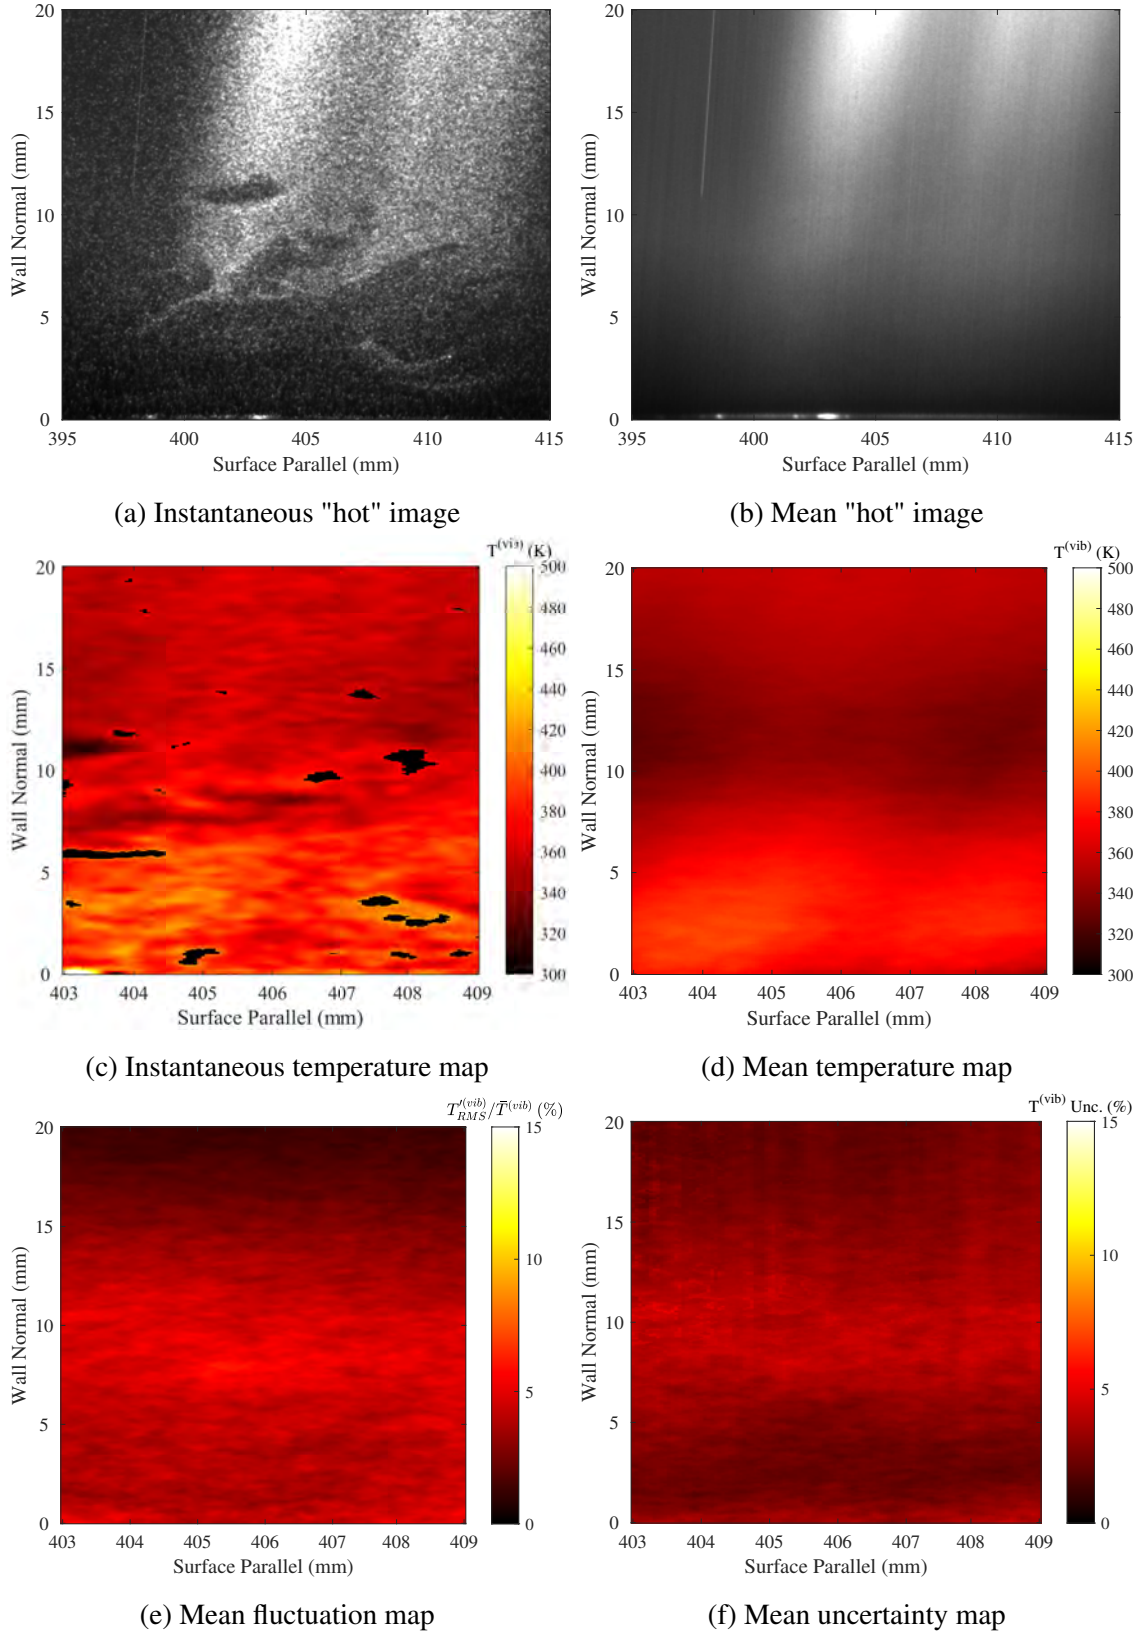 20
15
10
5
0
Wall Normal (mm)
395 400 405 410 415
Surface Parallel (mm)
(a) Instantaneous "hot" image
20
15
10
5
0
Wall Normal (mm)
395 400 405 410 415
Surface Parallel (mm)
(b) Mean "hot" image
T(vib) (K)
20
15
10
5
0
Wall Normal (mm)
403 404 405 406 407 408 409
Surface Parallel (mm)
500
480
460
440
420
400
380
360
340
320
300
(c) Instantaneous temperature map
T(vib) (K)
20
15
10
5
0
Wall Normal (mm)
403 404 405 406 407 408 409
Surface Parallel (mm)
500
480
460
440
420
400
380
360
340
320
300
(d) Mean temperature map
T′(vib)RMS/T̄(vib) (%)
20
15
10
5
0
Wall Normal (mm)
403 404 405 406 407 408 409
Surface Parallel (mm)
15
10
5
0
(e) Mean fluctuation map
T(vib) Unc. (%)
20
15
10
5
0
Wall Normal (mm)
403 404 405 406 407 408 409
Surface Parallel (mm)
15
10
5
0
(f) Mean uncertainty map